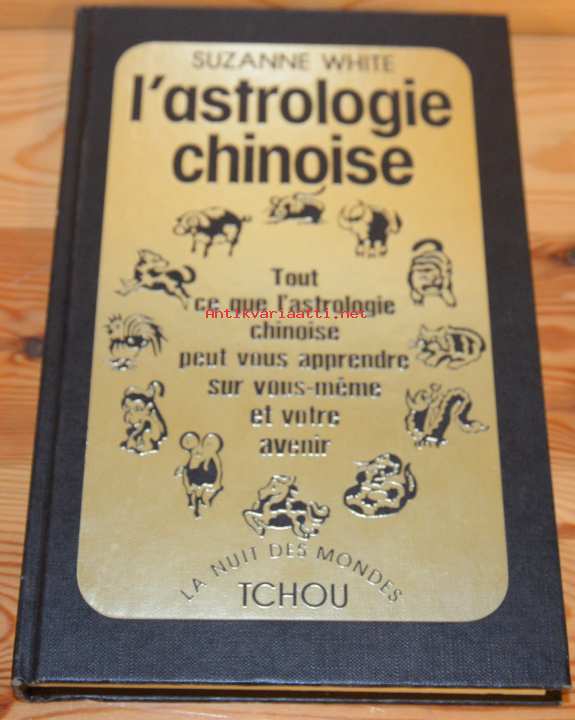 SUZANNE WHITE
l'astrologie
chinoise
Tout
ce que l'astrologie
Antikvariaatti.net
chinoise
peut vous apprendre
sur vous-même
et votre
avenir
LA NUIT DES MONDES
TCHOU